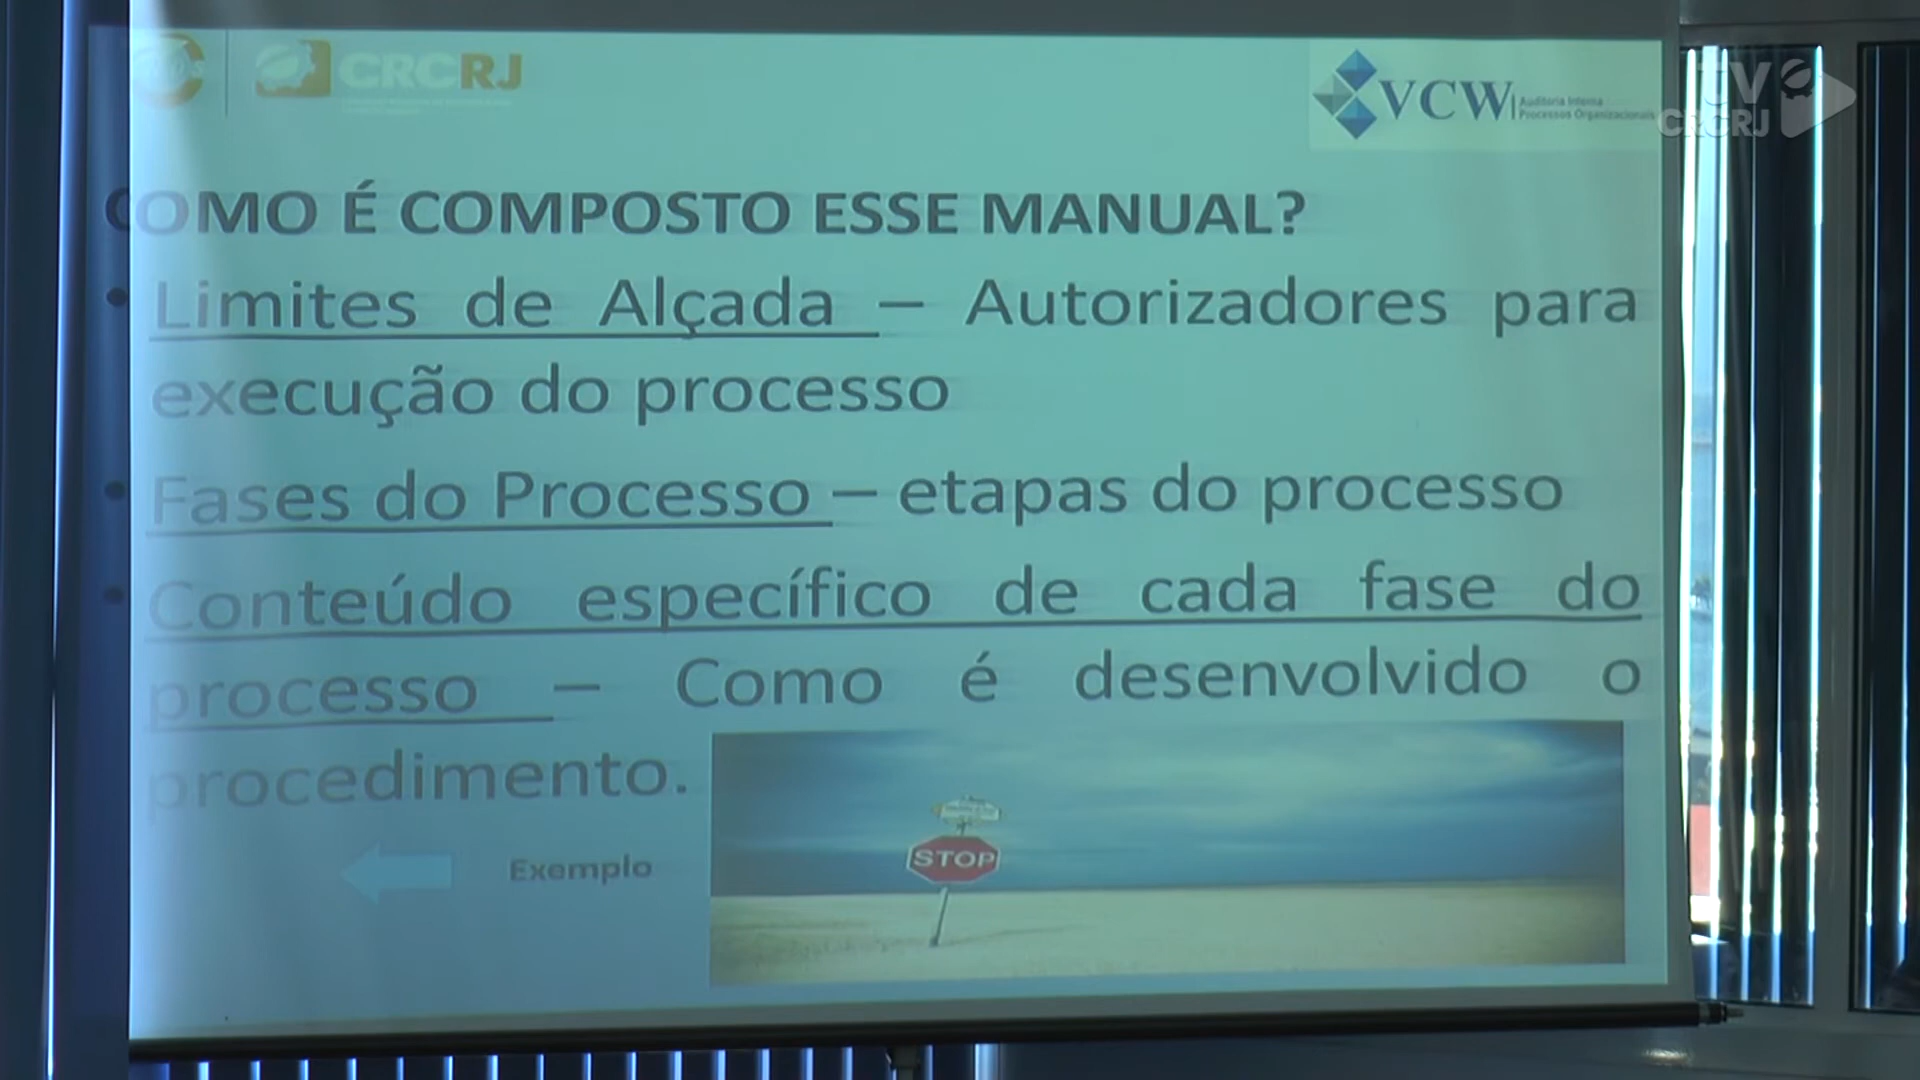 CRCRJ
VCW
Auditoria Interna
Processos Organizacionais
tv
CRCRJ
COMO É COMPOSTO ESSE MANUAL?
• Limites de Alçada – Autorizadores para
execução do processo
• Fases do Processo – etapas do processo
• Conteúdo específico de cada fase do
processo – Como é desenvolvido o
procedimento.
Exemplo
STOP